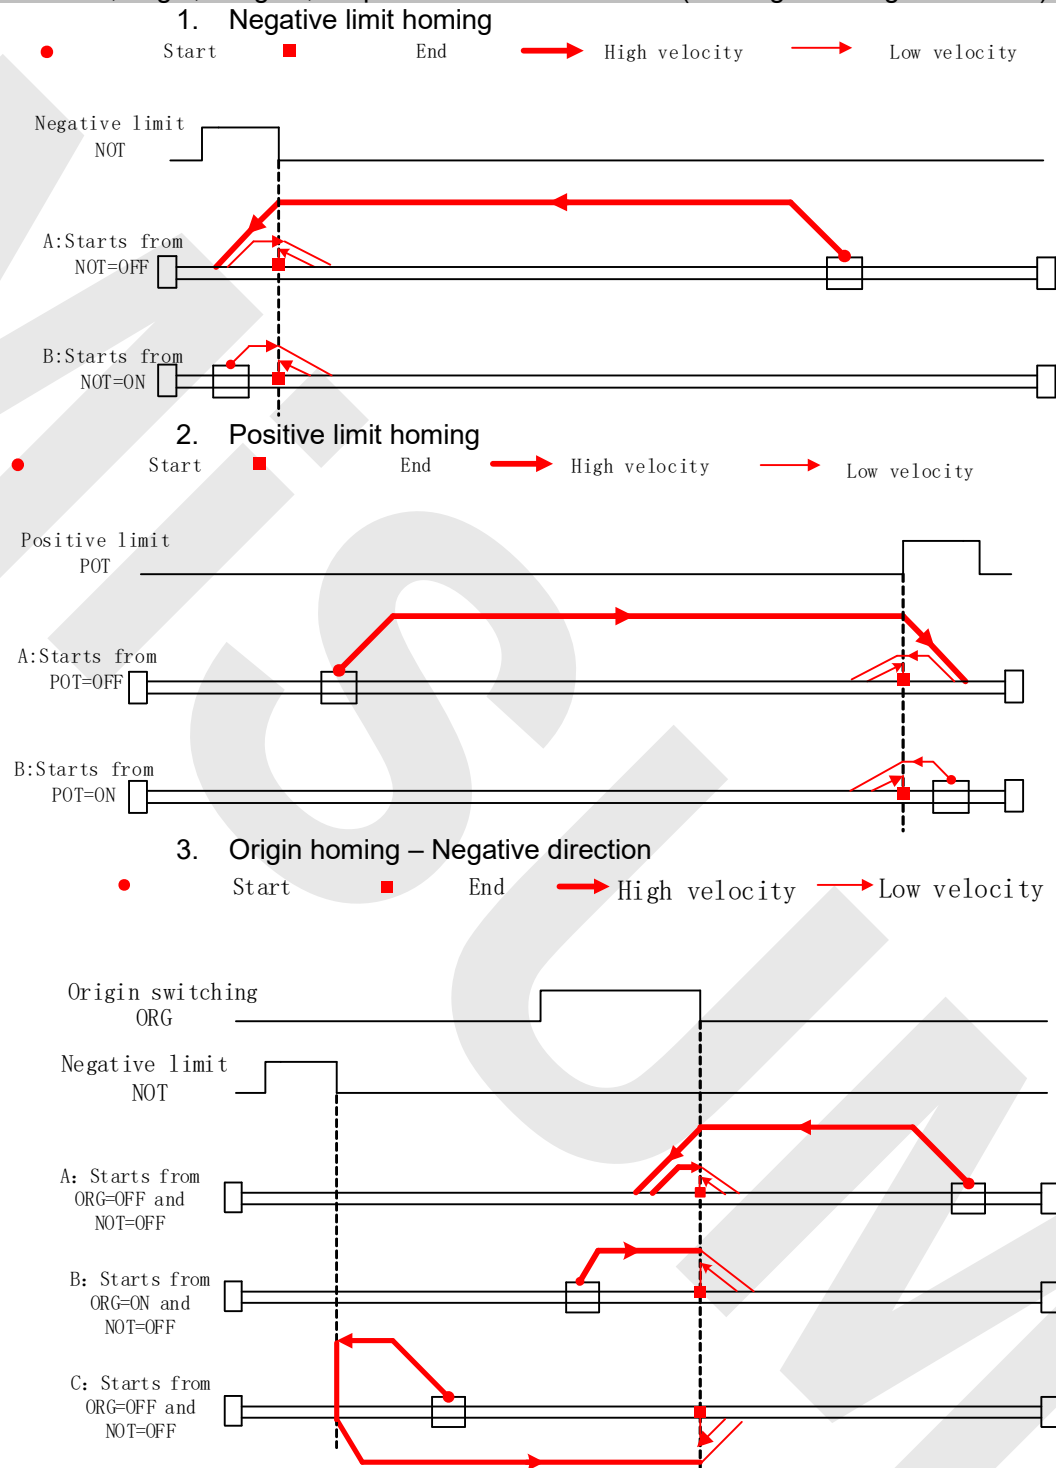 1. Negative limit homing
Start End High velocity Low velocity
Negative limit
NOT
A:Starts from
NOT=OFF
B:Starts from
NOT=ON
2. Positive limit homing
Start End High velocity Low velocity
Positive limit
POT
A:Starts from
POT=OFF
B:Starts from
POT=ON
3. Origin homing – Negative direction
Start End High velocity Low velocity
Origin switching
ORG
Negative limit
NOT
A: Starts from
ORG=OFF and
NOT=OFF
B: Starts from
ORG=ON and
NOT=OFF
C: Starts from
ORG=OFF and
NOT=OFF
MiSUM